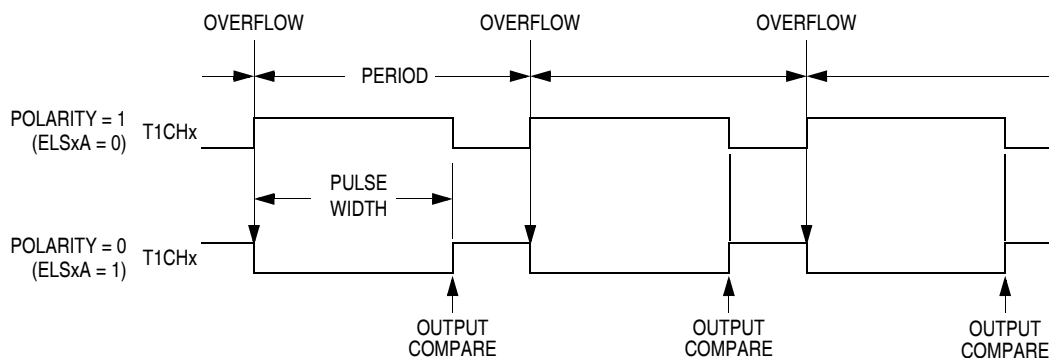 OVERFLOW
OVERFLOW
OVERFLOW
PERIOD
POLARITY = 1
(ELSxA = 0)
T1CHx
PULSE
WIDTH
POLARITY = 0
(ELSxA = 1)
T1CHx
OUTPUT
COMPARE
OUTPUT
COMPARE
OUTPUT
COMPARE